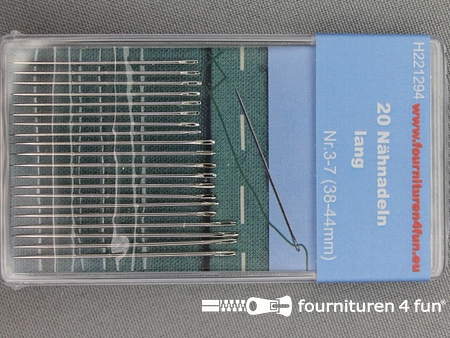 H221294
www.fournituren4fun.eu
20 Nähnadeln
lang
Nr.3-7 (38-44mm)
fournituren 4 fun®